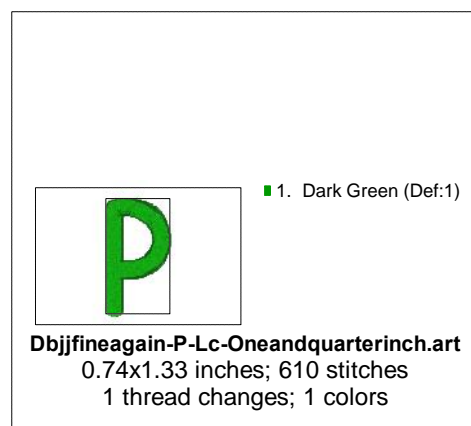 1. Dark Green (Def:1)
P
Dbjjfineagain-P-Lc-Oneandquarterinch.art
0.74x1.33 inches; 610 stitches
1 thread changes; 1 colors